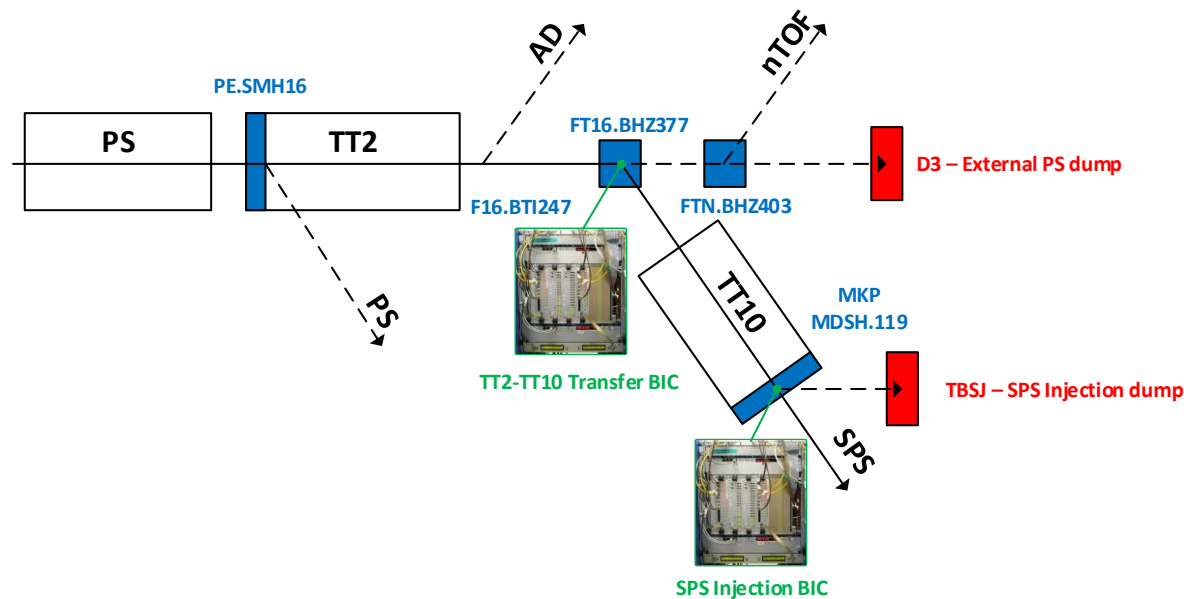 AD
nTOF
PE.SMH16
PS
TT2
FT16.BHZ377
D3 – External PS dump
F16.BTI247
FTN.BHZ403
TT10
MKP
MDSH.119
PS
TT2-TT10 Transfer BIC
TBSJ – SPS Injection dump
SPS
SPS Injection BIC